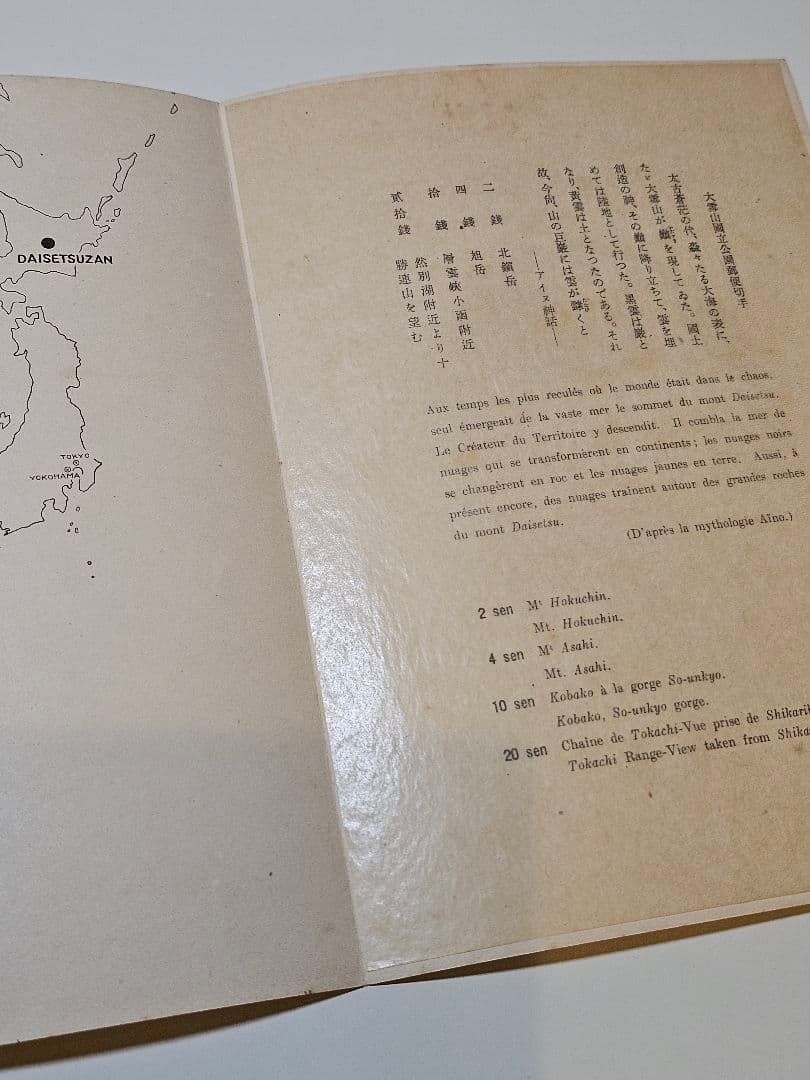 DAISETSUZAN
TOKYO
YOKOHAMA
大雪山國立公園郵便切手
太古蒼茫の代、々たる大海の表に、
たゞ大雪山が巓を現してゐた。國土
創造の神、その巓に降り立ちて、雲を埋
めては陸地として行つた。黒雲は巖と
なり、黄雲は土となつたのである。それ
故、今尚、山の巨巖には雲がくと
——アイヌ神話——
二錢 北鎭岳
四錢 旭岳
拾錢 層雲峽小函附近
貳拾錢 然別湖附近より十
勝連山を望む
Aux temps les plus reculés où le monde était dans le chaos,
seul émergeait de la vaste mer le sommet du mont Daisetsu.
Le Créateur du Territoire y descendit. Il combla la mer de
nuages qui se transformèrent en continents; les nuages noirs
se changèrent en roc et les nuages jaunes en terre. Aussi, à
présent encore, des nuages traînent autour des grandes roches
du mont Daisetsu.
(D'après la mythologie Aïno.)
2 sen Mt Hokuchin.
Mt. Hokuchin.
4 sen Mt Asahi.
Mt. Asahi.
10 sen Kobako à la gorge So-unkyo.
Kobako, So-unkyo gorge.
20 sen Chaîne de Tokachi-Vue prise de Shikarib
Tokachi Range-View taken from Shika